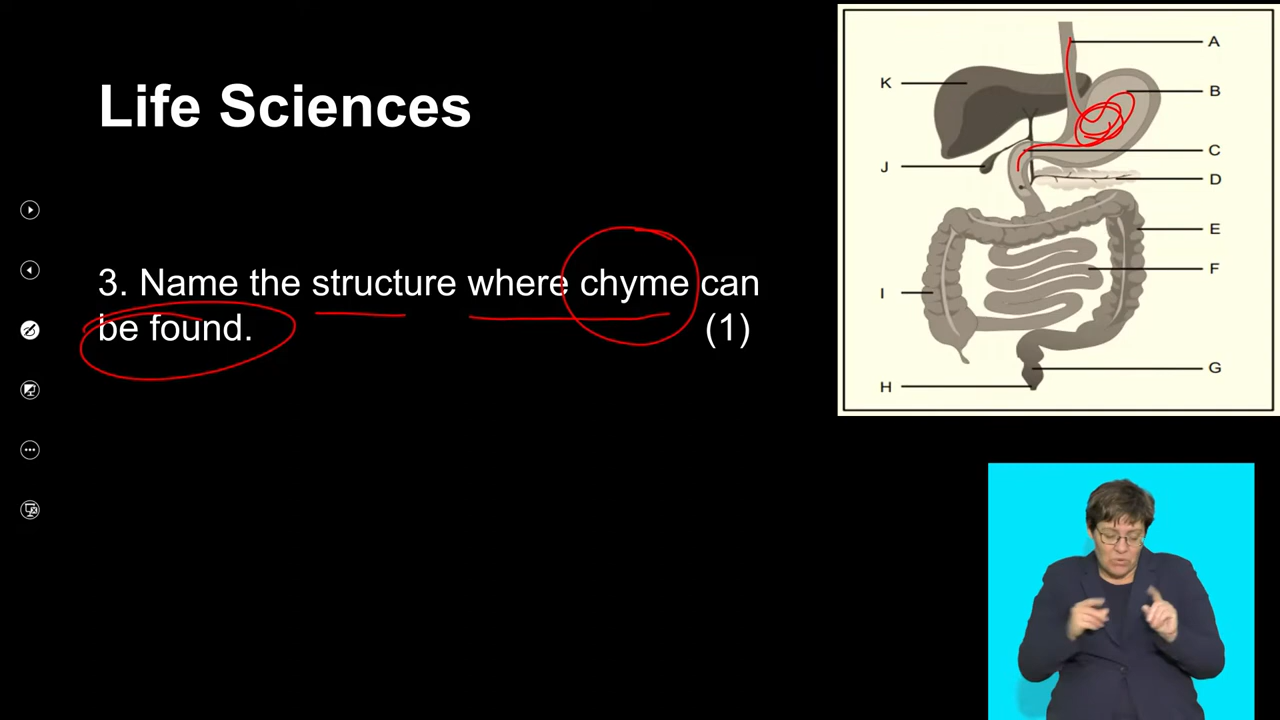 Life Sciences
3. Name the structure where chyme can
be found. (1)
A
K
B
C
J
D
E
F
I
G
H